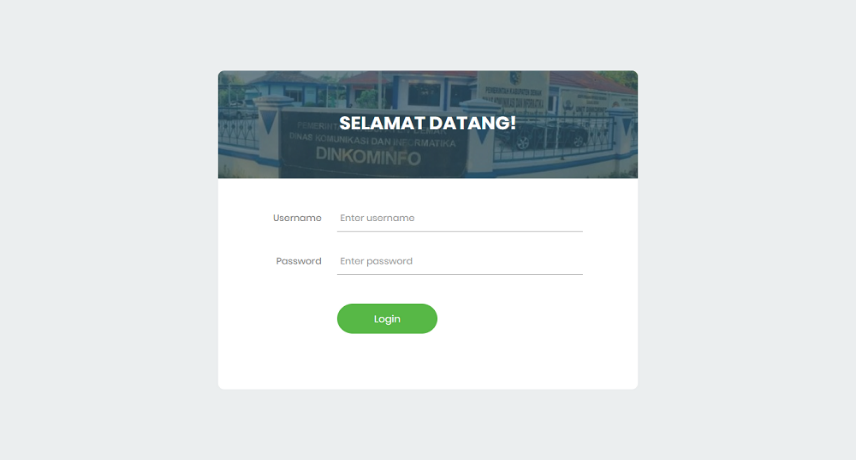 SELAMAT DATANG!
DINAS KOMUNIKASI DAN INFORMATIKA
DINKOMINFO
Username
Enter username
Password
Enter password
Login